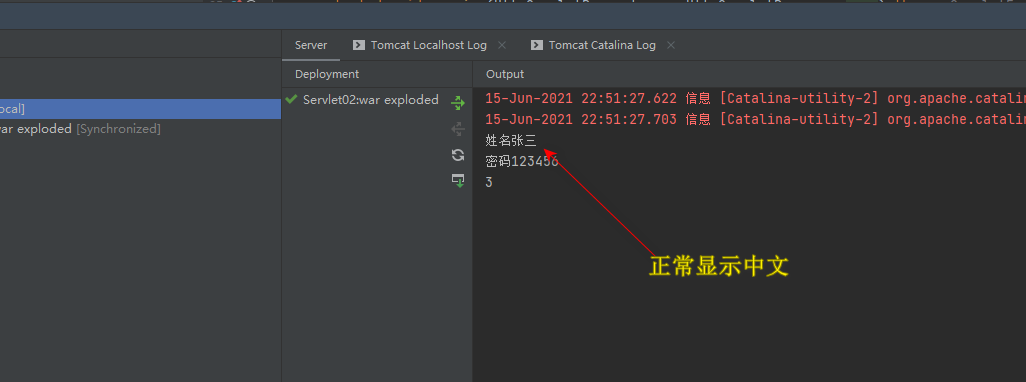 Server
Tomcat Localhost Log
Tomcat Catalina Log
Deployment
Output
ocal]
var exploded [Synchronized]
Servlet02:war exploded
15-Jun-2021 22:51:27.622 信息 [Catalina-utility-2] org.apache.catalin
15-Jun-2021 22:51:27.703 信息 [Catalina-utility-2] org.apache.catalin
姓名张三
密码123456
3
正常显示中文